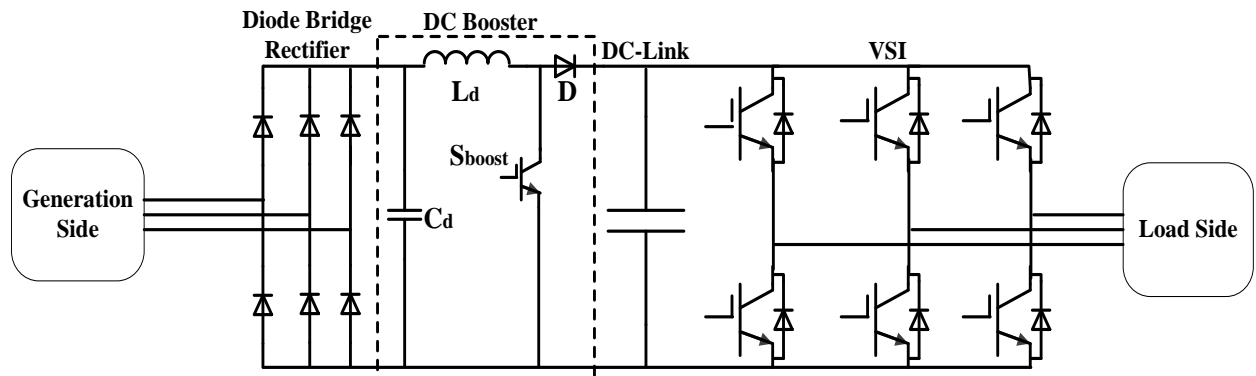 Diode Bridge
Rectifier
DC Booster
DC-Link
VSI
Ld
D
Sboost
Cd
Generation
Side
Load Side